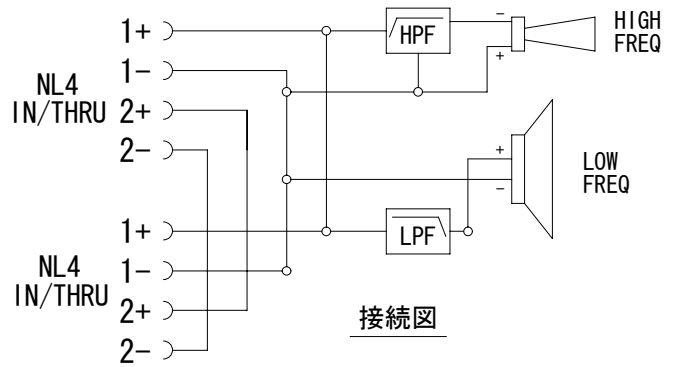 1+
1-
NL4
IN/THRU
2+
2-
HPF
-
+
HIGH
FREQ
+
-
LOW
FREQ
1+
1-
NL4
IN/THRU
2+
2-
LPF
接続図